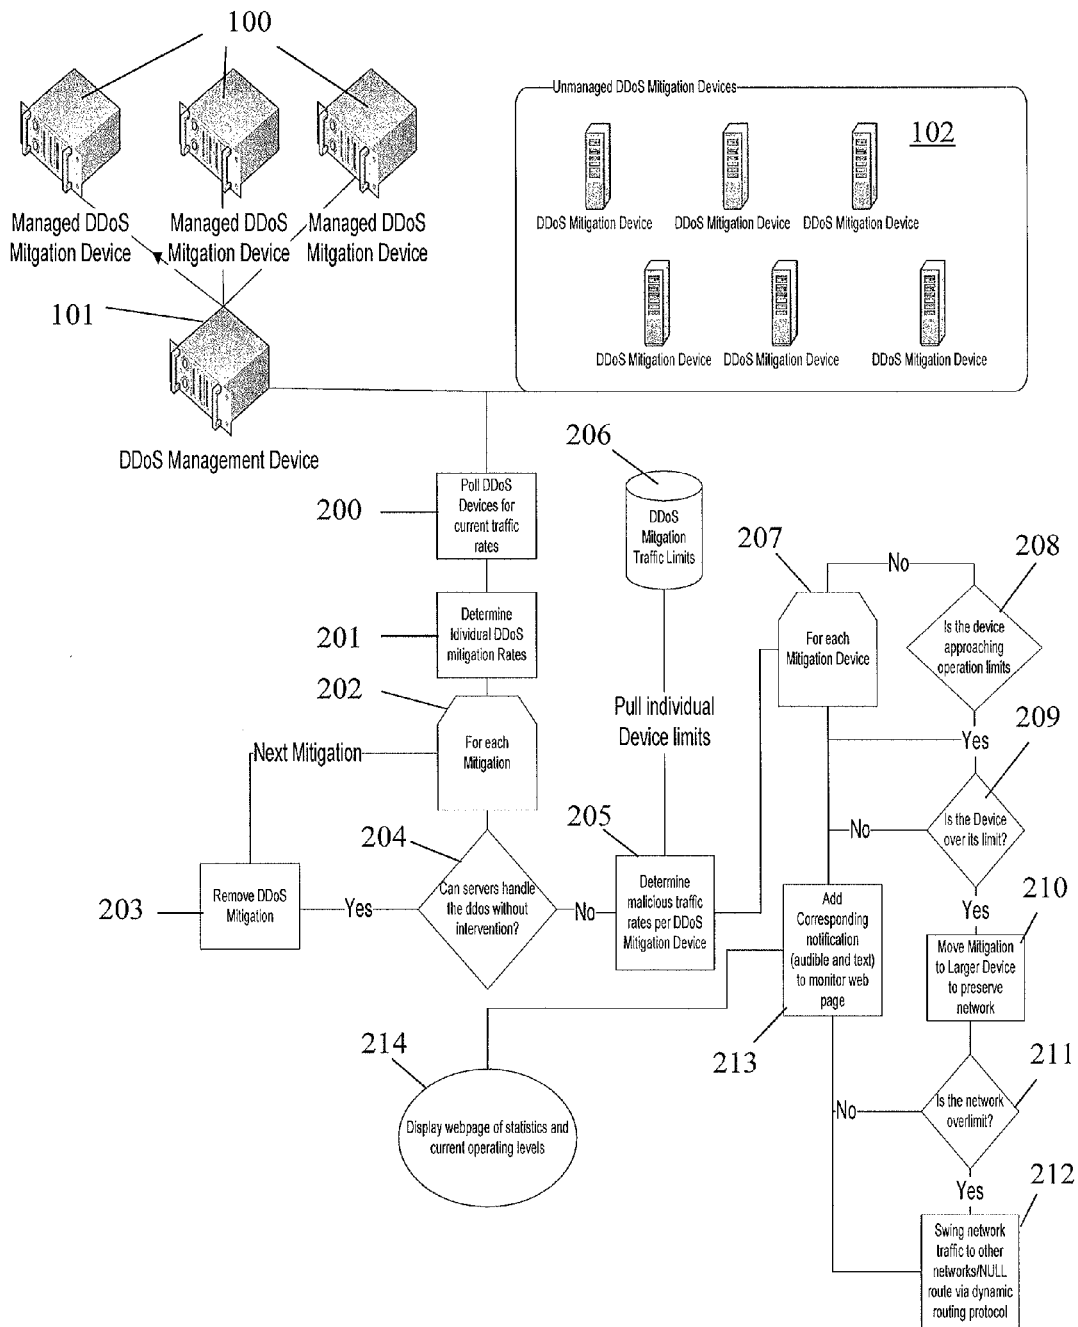 100
Unmanaged DDoS Mitigation Devices
102
Managed DDoS
Mitgation Device
Managed DDoS
Mitgation Device
Managed DDoS
Mitgation Device
DDoS Mitigation Device
DDoS Mitigation Device
DDoS Mitigation Device
DDoS Mitigation Device
DDoS Mitigation Device
DDoS Mitigation Device
101
DDoS Management Device
200
Poll DDoS
Devices for
current traffic
rates
206
DDoS
Mitgation
Traffic Limits
207
For each
Mitigation Device
No
208
Is the device
approaching
operation limits
201
Determine
Idividual DDoS
mitigation Rates
202
For each
Mitigation
Next Mitigation
Pull individual
Device limits
Yes
209
Is the Device
over its limit?
No
203
Remove DDoS
Mitigation
Yes
204
Can servers handle
the ddos without
intervention?
No
205
Determine
malicious traffic
rates per DDoS
Mitigation Device
Yes
210
Move Mitigation
to Larger Device
to preserve
network
Add
Corresponding
notification
(audible and text)
to monitor web
page
213
211
Is the network
overlimit?
No
214
Display webpage of statistics and
current operating levels
Yes
212
Swing network
traffic to other
networks/NULL
route via dynamic
routing protocol